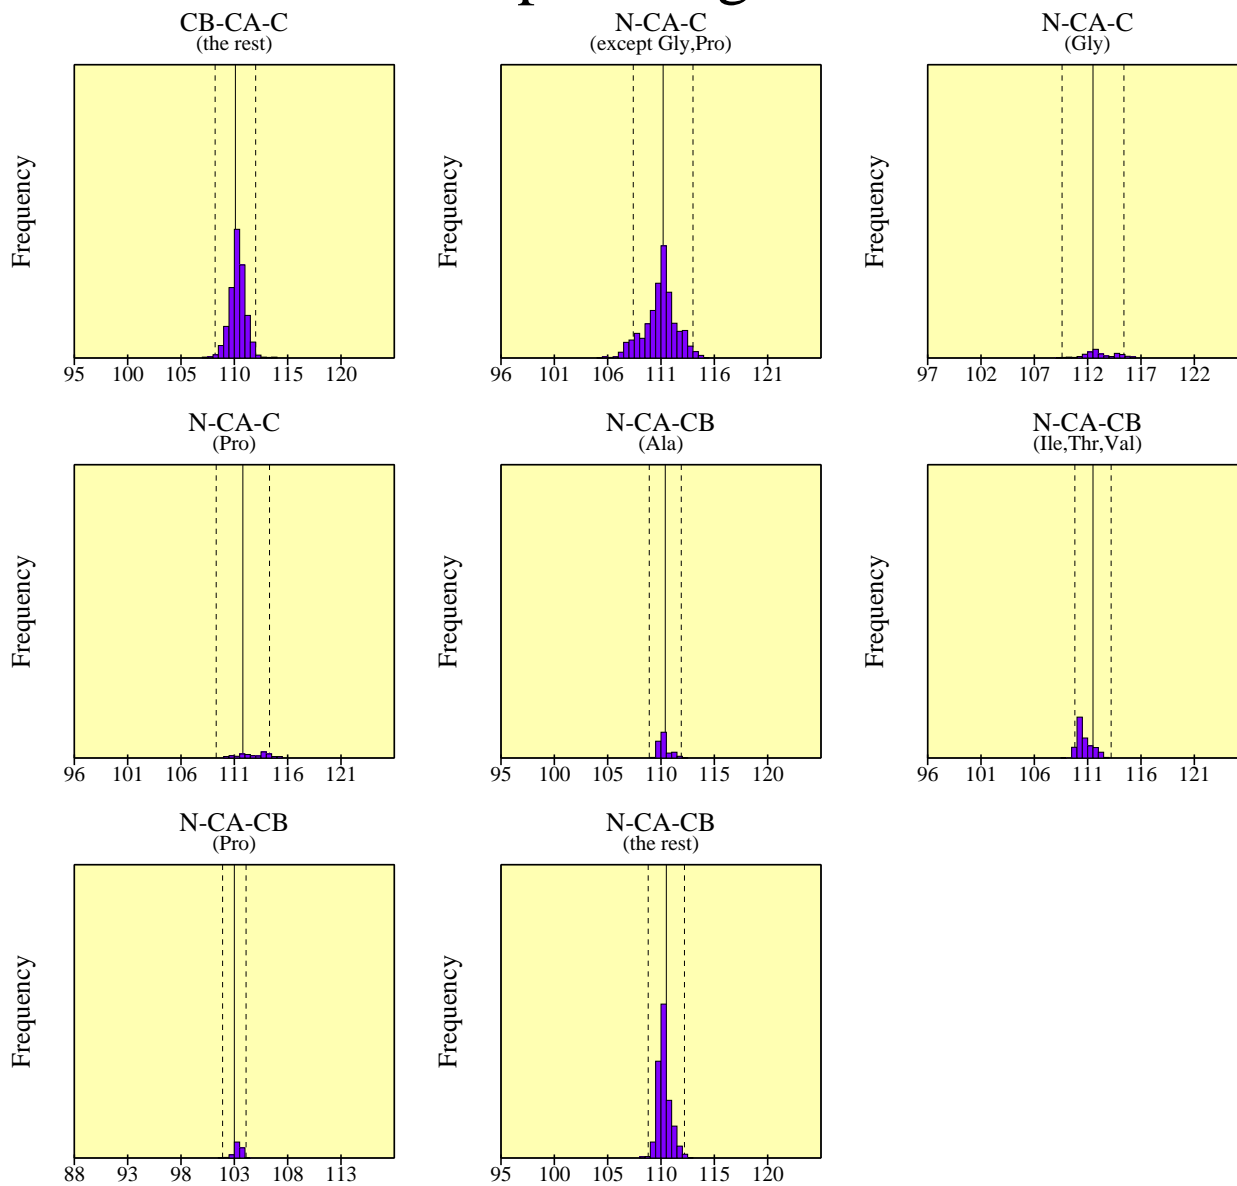 CB-CA-C
(the rest)
Frequency
95 100 105 110 115 120
N-CA-C
(except Gly,Pro)
Frequency
96 101 106 111 116 121
N-CA-C
(Gly)
Frequency
97 102 107 112 117 122
N-CA-C
(Pro)
Frequency
96 101 106 111 116 121
N-CA-CB
(Ala)
Frequency
95 100 105 110 115 120
N-CA-CB
(Ile,Thr,Val)
Frequency
96 101 106 111 116 121
N-CA-CB
(Pro)
Frequency
88 93 98 103 108 113
N-CA-CB
(the rest)
Frequency
95 100 105 110 115 120